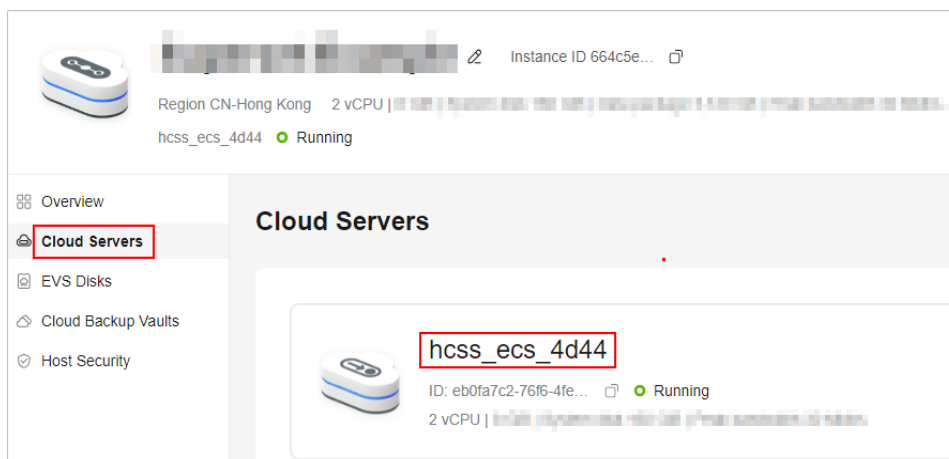 Instance ID 664c5e...
Region CN-Hong Kong 2 vCPU |
hcss_ecs_4d44 Running
Overview
Cloud Servers
EVS Disks
Cloud Backup Vaults
Host Security
Cloud Servers
hcss_ecs_4d44
ID: eb0fa7c2-76f6-4fe... Running
2 vCPU |